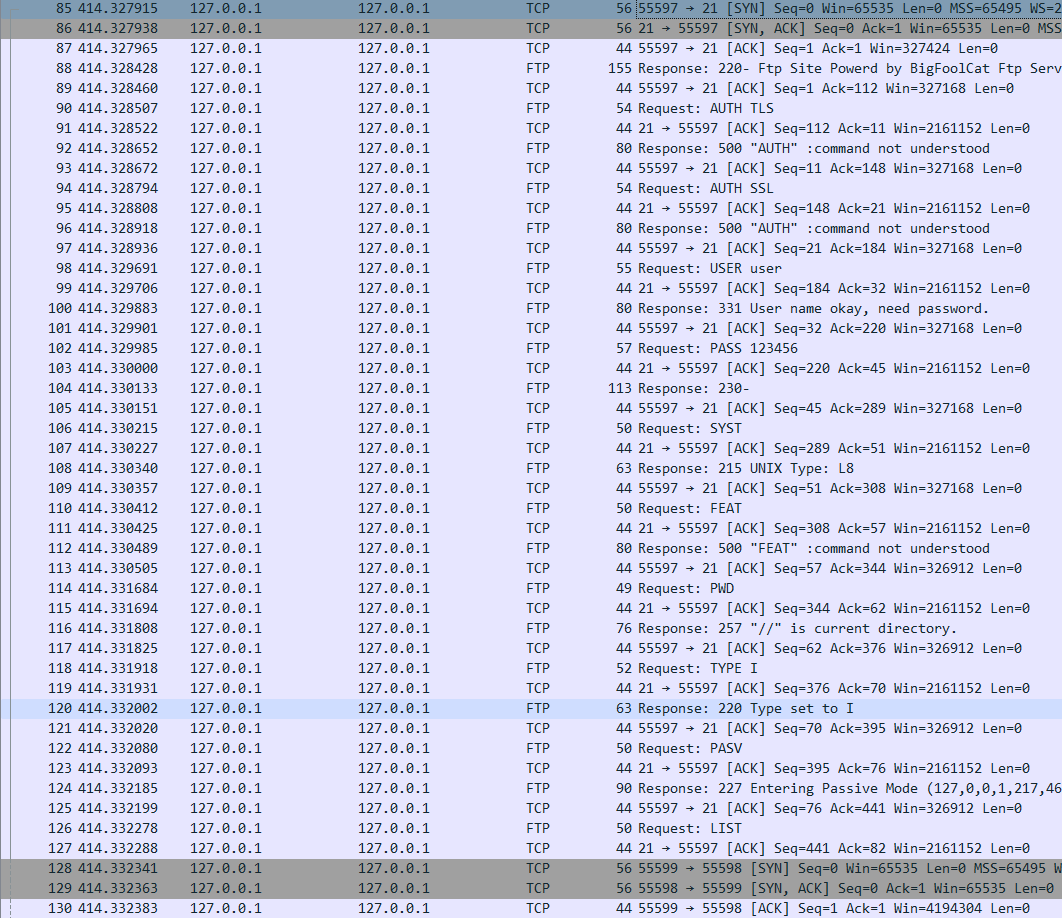 85 414.327915 127.0.0.1 127.0.0.1 TCP 56 55597 → 21 [SYN] Seq=0 Win=65535 Len=0 MSS=65495 WS=2
86 414.327938 127.0.0.1 127.0.0.1 TCP 56 21 → 55597 [SYN, ACK] Seq=0 Ack=1 Win=65535 Len=0 MSS
87 414.327965 127.0.0.1 127.0.0.1 TCP 44 55597 → 21 [ACK] Seq=1 Ack=1 Win=327424 Len=0
88 414.328428 127.0.0.1 127.0.0.1 FTP 155 Response: 220- Ftp Site Powerd by BigFoolCat Ftp Serv
89 414.328460 127.0.0.1 127.0.0.1 TCP 44 55597 → 21 [ACK] Seq=1 Ack=112 Win=327168 Len=0
90 414.328507 127.0.0.1 127.0.0.1 FTP 54 Request: AUTH TLS
91 414.328522 127.0.0.1 127.0.0.1 TCP 44 21 → 55597 [ACK] Seq=112 Ack=11 Win=2161152 Len=0
92 414.328652 127.0.0.1 127.0.0.1 FTP 80 Response: 500 "AUTH" :command not understood
93 414.328672 127.0.0.1 127.0.0.1 TCP 44 55597 → 21 [ACK] Seq=11 Ack=148 Win=327168 Len=0
94 414.328794 127.0.0.1 127.0.0.1 FTP 54 Request: AUTH SSL
95 414.328808 127.0.0.1 127.0.0.1 TCP 44 21 → 55597 [ACK] Seq=148 Ack=21 Win=2161152 Len=0
96 414.328918 127.0.0.1 127.0.0.1 FTP 80 Response: 500 "AUTH" :command not understood
97 414.328936 127.0.0.1 127.0.0.1 TCP 44 55597 → 21 [ACK] Seq=21 Ack=184 Win=327168 Len=0
98 414.329691 127.0.0.1 127.0.0.1 FTP 55 Request: USER user
99 414.329706 127.0.0.1 127.0.0.1 TCP 44 21 → 55597 [ACK] Seq=184 Ack=32 Win=2161152 Len=0
100 414.329883 127.0.0.1 127.0.0.1 FTP 80 Response: 331 User name okay, need password.
101 414.329901 127.0.0.1 127.0.0.1 TCP 44 55597 → 21 [ACK] Seq=32 Ack=220 Win=327168 Len=0
102 414.329985 127.0.0.1 127.0.0.1 FTP 57 Request: PASS 123456
103 414.330000 127.0.0.1 127.0.0.1 TCP 44 21 → 55597 [ACK] Seq=220 Ack=45 Win=2161152 Len=0
104 414.330133 127.0.0.1 127.0.0.1 FTP 113 Response: 230-
105 414.330151 127.0.0.1 127.0.0.1 TCP 44 55597 → 21 [ACK] Seq=45 Ack=289 Win=327168 Len=0
106 414.330215 127.0.0.1 127.0.0.1 FTP 50 Request: SYST
107 414.330227 127.0.0.1 127.0.0.1 TCP 44 21 → 55597 [ACK] Seq=289 Ack=51 Win=2161152 Len=0
108 414.330340 127.0.0.1 127.0.0.1 FTP 63 Response: 215 UNIX Type: L8
109 414.330357 127.0.0.1 127.0.0.1 TCP 44 55597 → 21 [ACK] Seq=51 Ack=308 Win=327168 Len=0
110 414.330412 127.0.0.1 127.0.0.1 FTP 50 Request: FEAT
111 414.330425 127.0.0.1 127.0.0.1 TCP 44 21 → 55597 [ACK] Seq=308 Ack=57 Win=2161152 Len=0
112 414.330489 127.0.0.1 127.0.0.1 FTP 80 Response: 500 "FEAT" :command not understood
113 414.330505 127.0.0.1 127.0.0.1 TCP 44 55597 → 21 [ACK] Seq=57 Ack=344 Win=326912 Len=0
114 414.331684 127.0.0.1 127.0.0.1 FTP 49 Request: PWD
115 414.331694 127.0.0.1 127.0.0.1 TCP 44 21 → 55597 [ACK] Seq=344 Ack=62 Win=2161152 Len=0
116 414.331808 127.0.0.1 127.0.0.1 FTP 76 Response: 257 "//" is current directory.
117 414.331825 127.0.0.1 127.0.0.1 TCP 44 55597 → 21 [ACK] Seq=62 Ack=376 Win=326912 Len=0
118 414.331918 127.0.0.1 127.0.0.1 FTP 52 Request: TYPE I
119 414.331931 127.0.0.1 127.0.0.1 TCP 44 21 → 55597 [ACK] Seq=376 Ack=70 Win=2161152 Len=0
120 414.332002 127.0.0.1 127.0.0.1 FTP 63 Response: 220 Type set to I
121 414.332020 127.0.0.1 127.0.0.1 TCP 44 55597 → 21 [ACK] Seq=70 Ack=395 Win=326912 Len=0
122 414.332080 127.0.0.1 127.0.0.1 FTP 50 Request: PASV
123 414.332093 127.0.0.1 127.0.0.1 TCP 44 21 → 55597 [ACK] Seq=395 Ack=76 Win=2161152 Len=0
124 414.332185 127.0.0.1 127.0.0.1 FTP 90 Response: 227 Entering Passive Mode (127,0,0,1,217,46
125 414.332199 127.0.0.1 127.0.0.1 TCP 44 55597 → 21 [ACK] Seq=76 Ack=441 Win=326912 Len=0
126 414.332278 127.0.0.1 127.0.0.1 FTP 50 Request: LIST
127 414.332288 127.0.0.1 127.0.0.1 TCP 44 21 → 55597 [ACK] Seq=441 Ack=82 Win=2161152 Len=0
128 414.332341 127.0.0.1 127.0.0.1 TCP 56 55599 → 55598 [SYN] Seq=0 Win=65535 Len=0 MSS=65495 W
129 414.332363 127.0.0.1 127.0.0.1 TCP 56 55598 → 55599 [SYN, ACK] Seq=0 Ack=1 Win=65535 Len=0
130 414.332383 127.0.0.1 127.0.0.1 TCP 44 55599 → 55598 [ACK] Seq=1 Ack=1 Win=4194304 Len=0